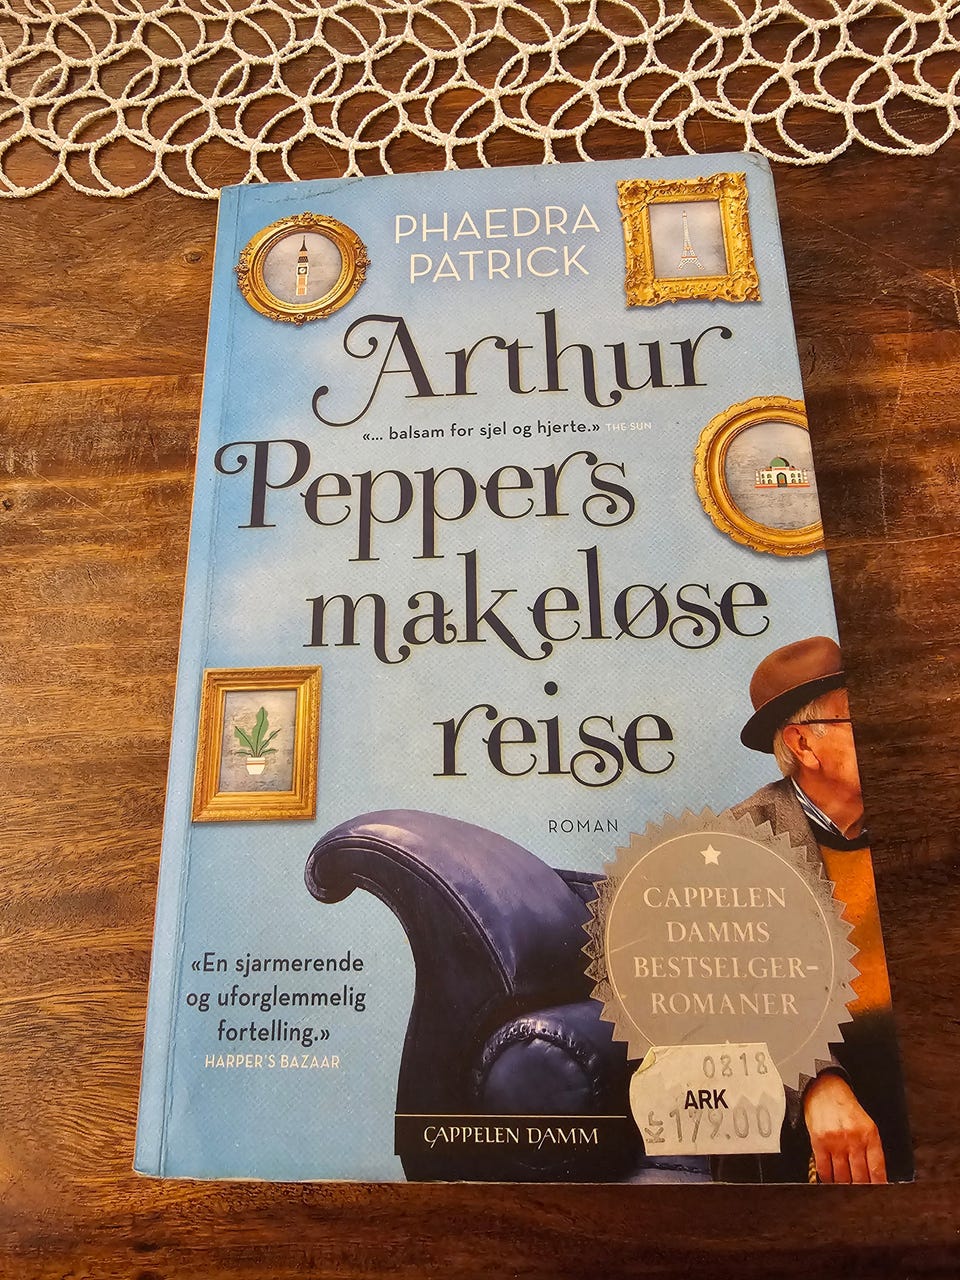 PHAEDRA
PATRICK
Arthur
«... balsam for sjel og hjerte.» THE SUN
Peppers
makeløse
reise
ROMAN
CAPPELEN
DAMMS
BESTSELGER-
ROMANER
«En sjarmerende
og uforglemmelig
fortelling.»
HARPER'S BAZAAR
0818
ARK
Kr 179.00
CAPPELEN DAMM